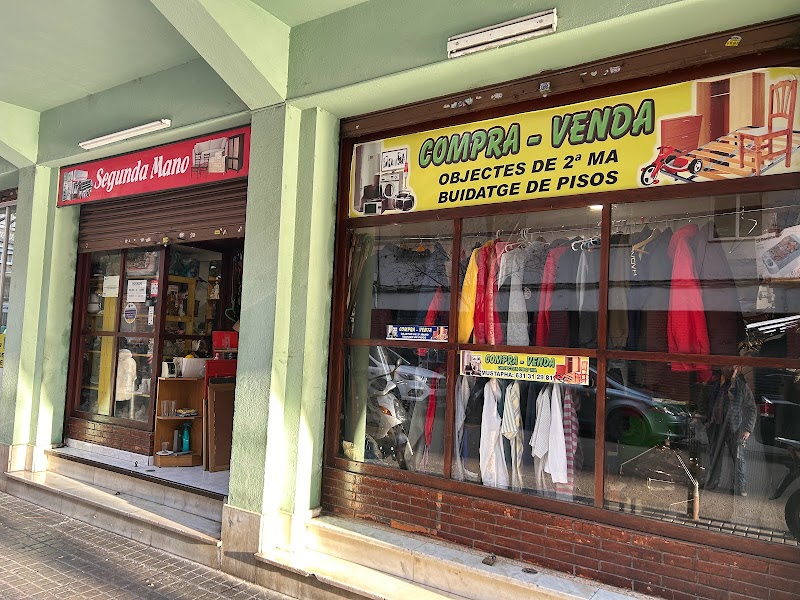 Segunda Mano
COMPRA - VENDA
OBJECTES DE 2ª MA
BUIDATGE DE PISOS
COMPRA - VENDA
COMPRA - VENDA